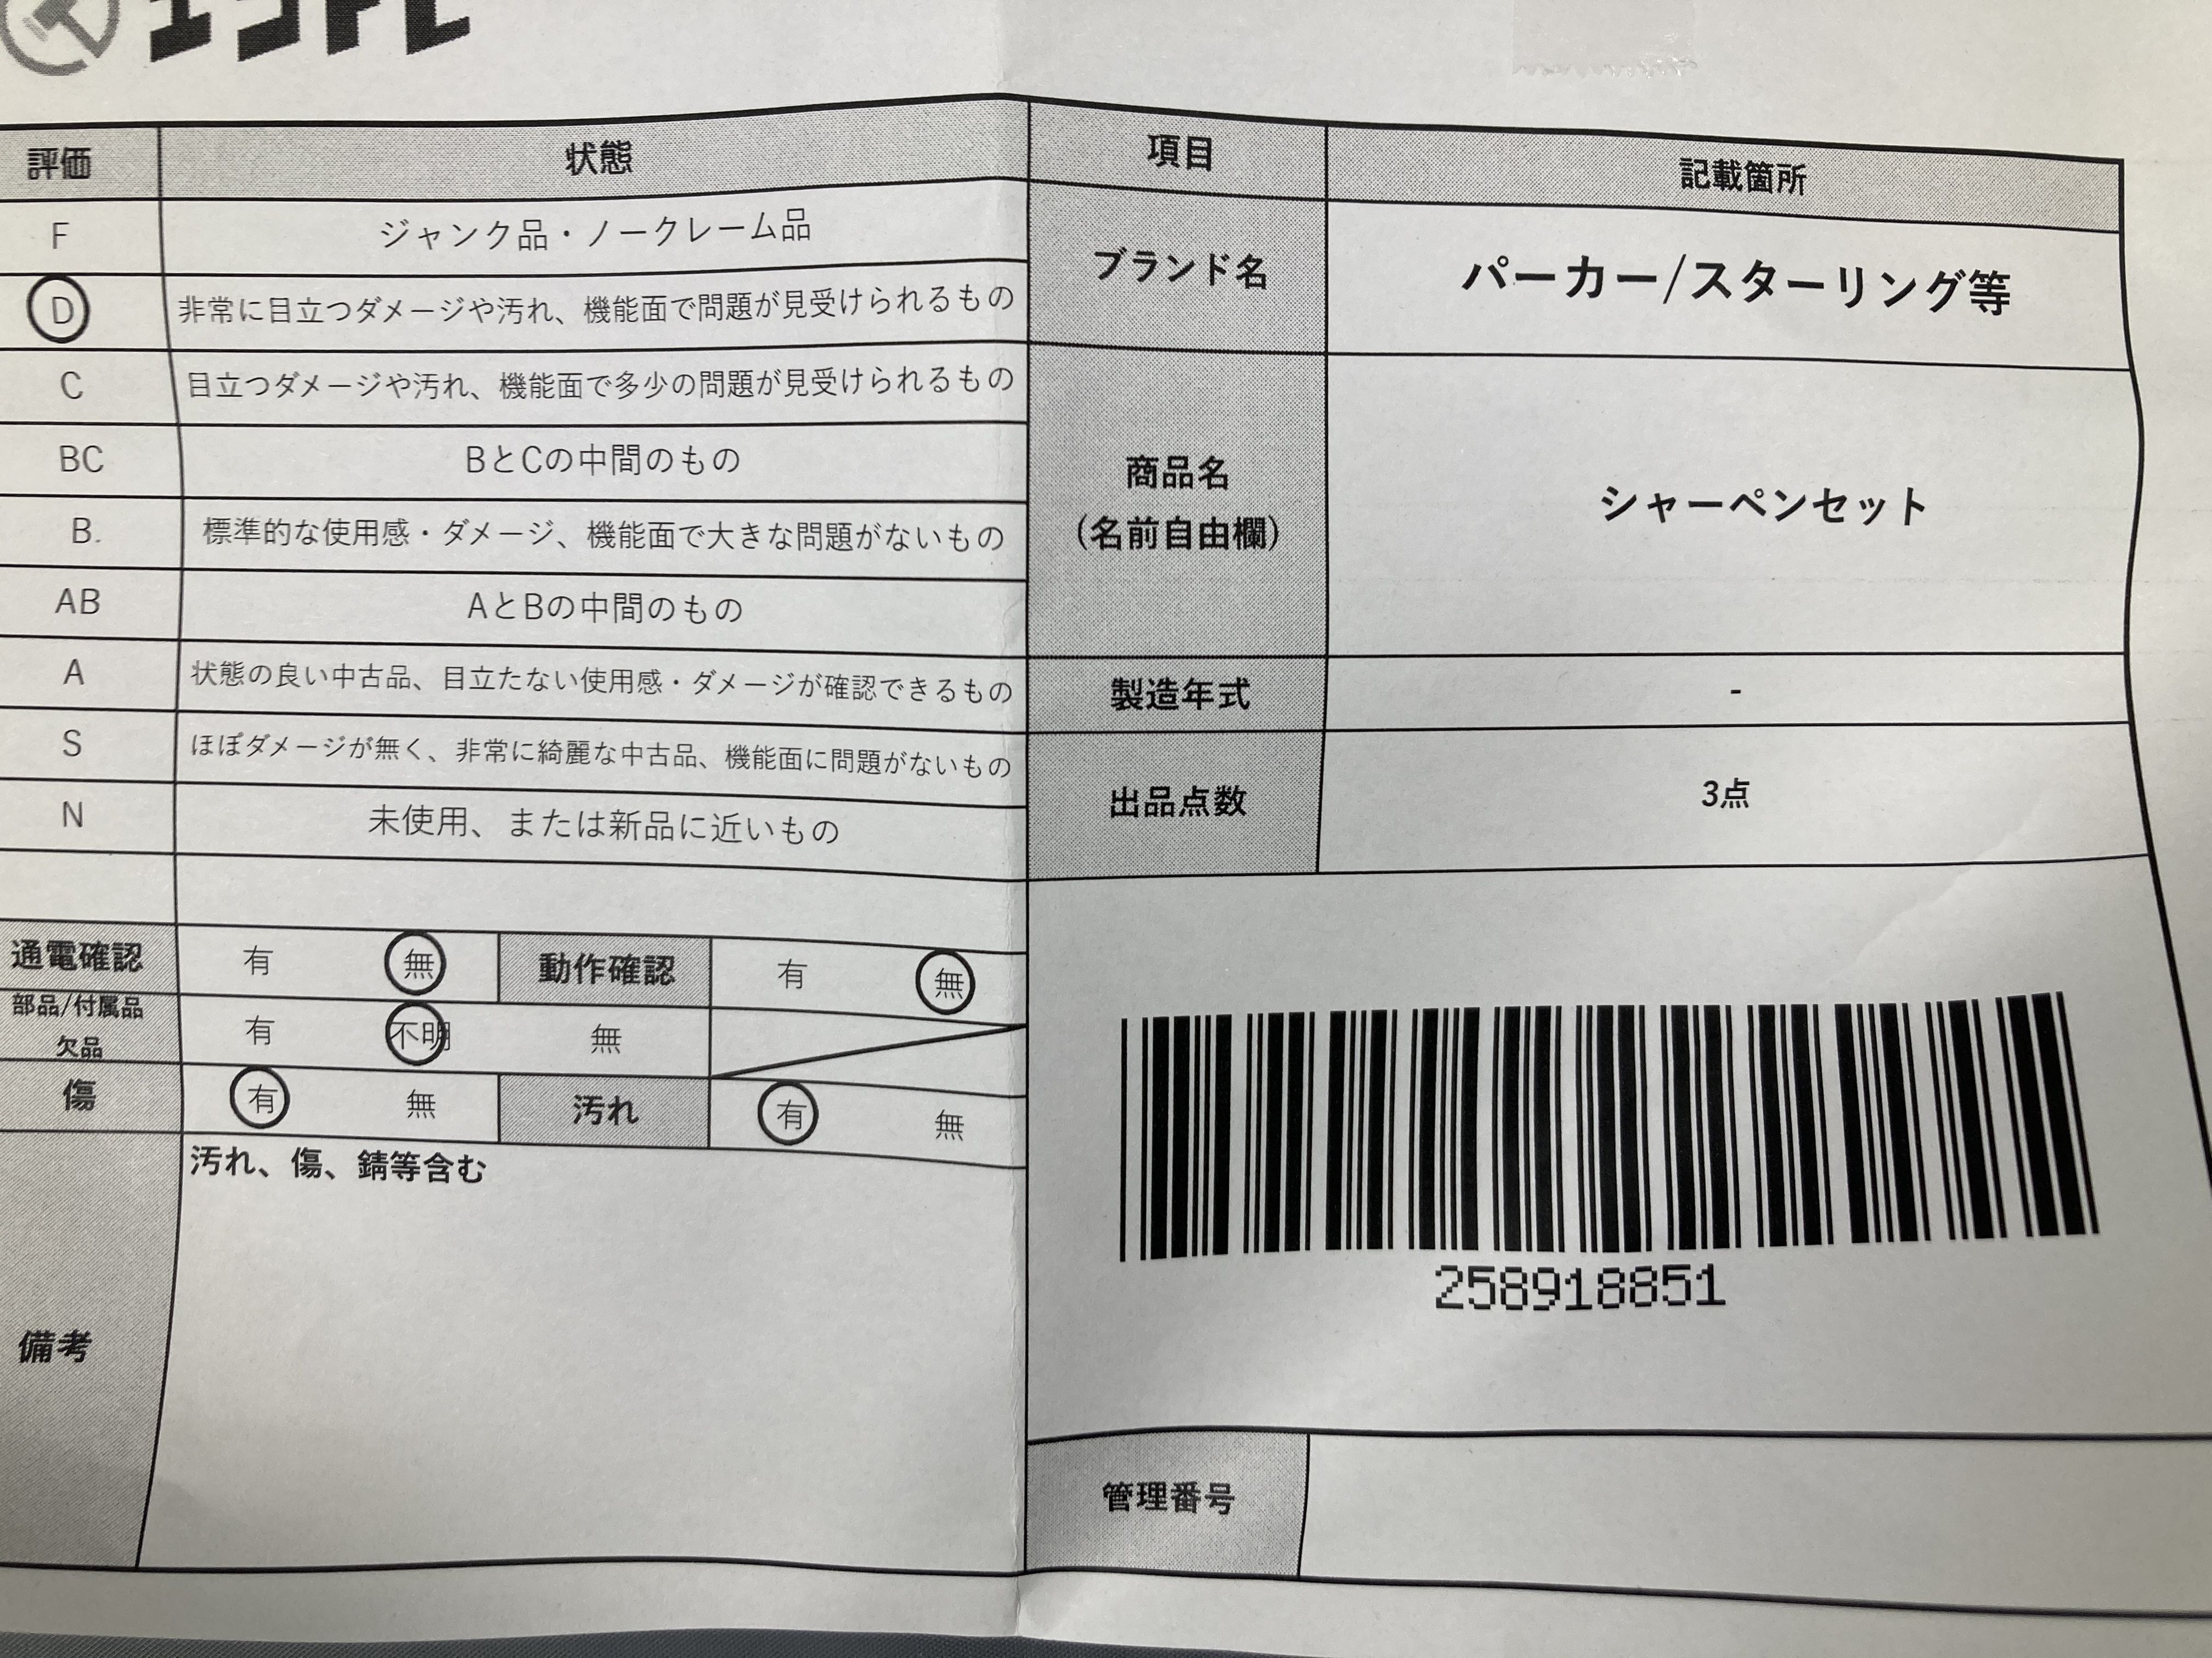 評価 状態
F ジャンク品・ノークレーム品
D 非常に目立つダメージや汚れ、機能面で問題が見受けられるもの
C 目立つダメージや汚れ、機能面で多少の問題が見受けられるもの
BC BとCの中間のもの
B. 標準的な使用感・ダメージ、機能面で大きな問題がないもの
AB AとBの中間のもの
A 状態の良い中古品、目立たない使用感・ダメージが確認できるもの
S ほぼダメージが無く、非常に綺麗な中古品、機能面に問題がないもの
N 未使用、または新品に近いもの
通電確認 有 無 動作確認 有 無
部品/付属品
欠品 有 不明 無
傷 有 無 汚れ 有 無
備考 汚れ、傷、錆等含む
項目 記載箇所
ブランド名 パーカー/スターリング等
商品名
(名前自由欄) シャーペンセット
製造年式 -
出品点数 3点
258918851
管理番号